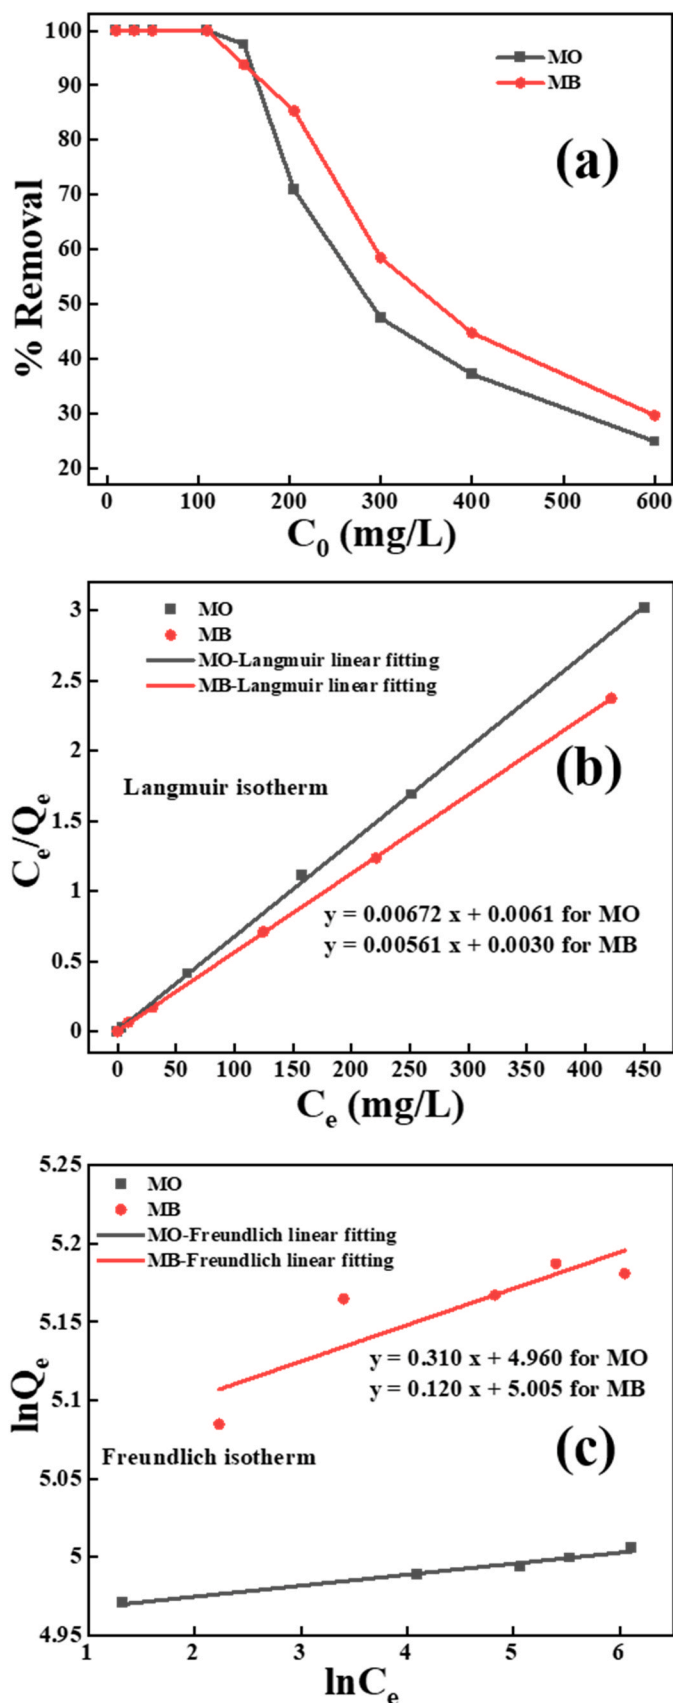 100
90
80
70
60
50
40
30
20
% Removal
MO
MB
(a)
0
100
200
300
400
500
600
C₀ (mg/L)
3
2.5
2
1.5
1
0.5
0
Cₑ/Qₑ
MO
MB
MO-Langmuir linear fitting
MB-Langmuir linear fitting
Langmuir isotherm
(b)
y = 0.00672 x + 0.0061 for MO
y = 0.00561 x + 0.0030 for MB
0
50
100
150
200
250
300
350
400
450
Cₑ (mg/L)
5.25
5.2
5.15
5.1
5.05
5
4.95
lnQₑ
MO
MB
MO-Freundlich linear fitting
MB-Freundlich linear fitting
y = 0.310 x + 4.960 for MO
y = 0.120 x + 5.005 for MB
Freundlich isotherm
(c)
1
2
3
4
5
6
lnCₑ